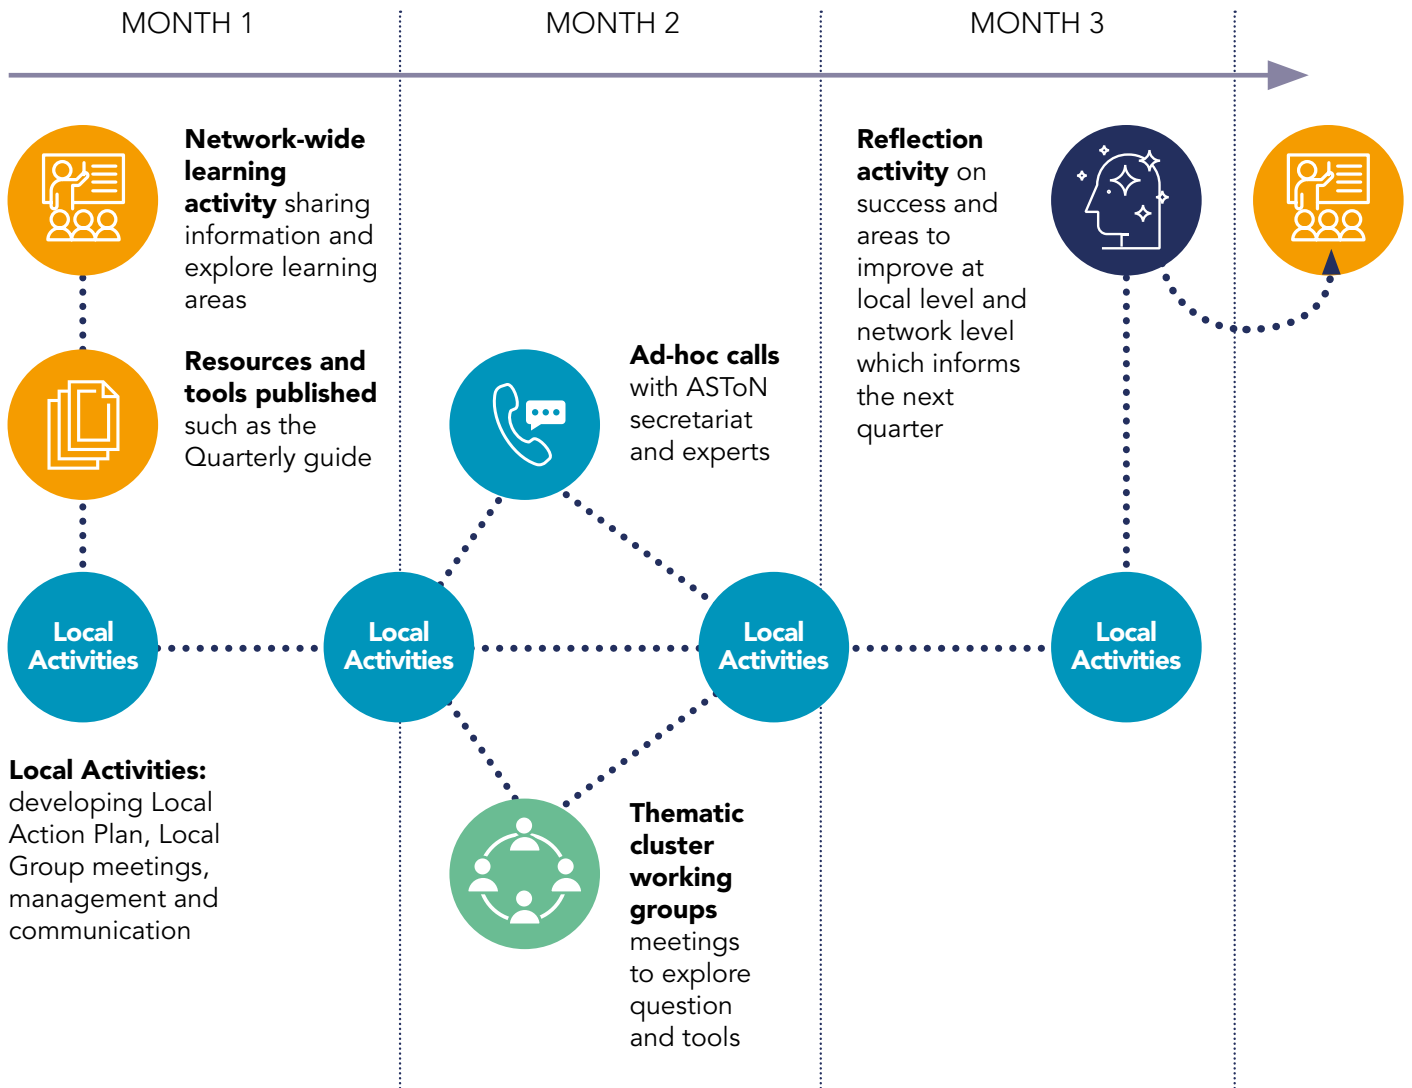 MONTH 1
MONTH 2
MONTH 3
Network-wide
learning
activity sharing
information and
explore learning
areas
Resources and
tools published
such as the
Quarterly guide
Ad-hoc calls
with ASToN
secretariat
and experts
Reflection
activity on
success and
areas to
improve at
local level and
network level
which informs
the next
quarter
Local
Activities
Local
Activities
Local
Activities
Local
Activities
Local Activities:
developing Local
Action Plan, Local
Group meetings,
management and
communication
Thematic
cluster
working
groups
meetings
to explore
question
and tools